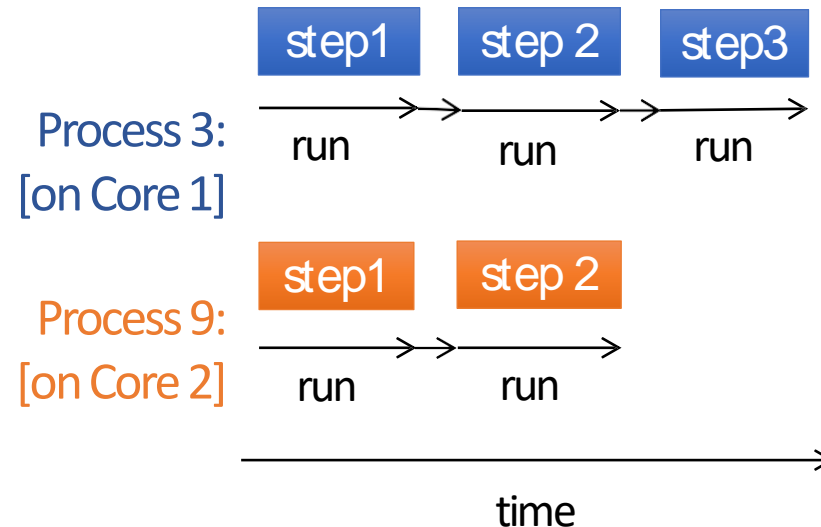 step1 step 2 step3
Process 3:
[on Core 1]
run run run
step1 step 2
Process 9:
[on Core 2]
run run
time